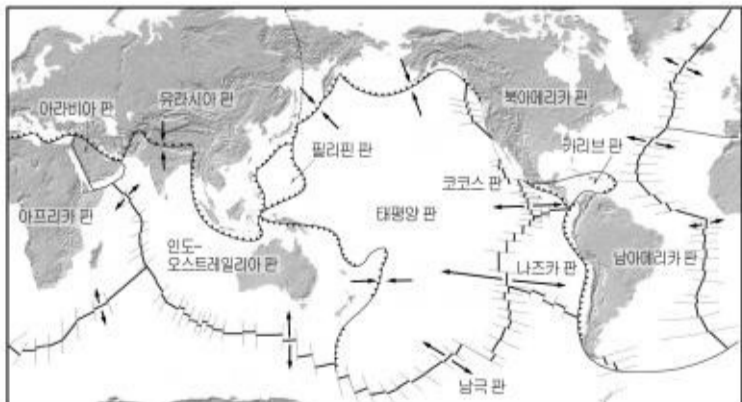 아라비아 판
유라시아 판
북아메리카 판
필리핀 판
카리브 판
코코스 판
아프리카 판
태평양 판
인도-
오스트레일리아 판
나즈카 판
남아메리카 판
남극 판